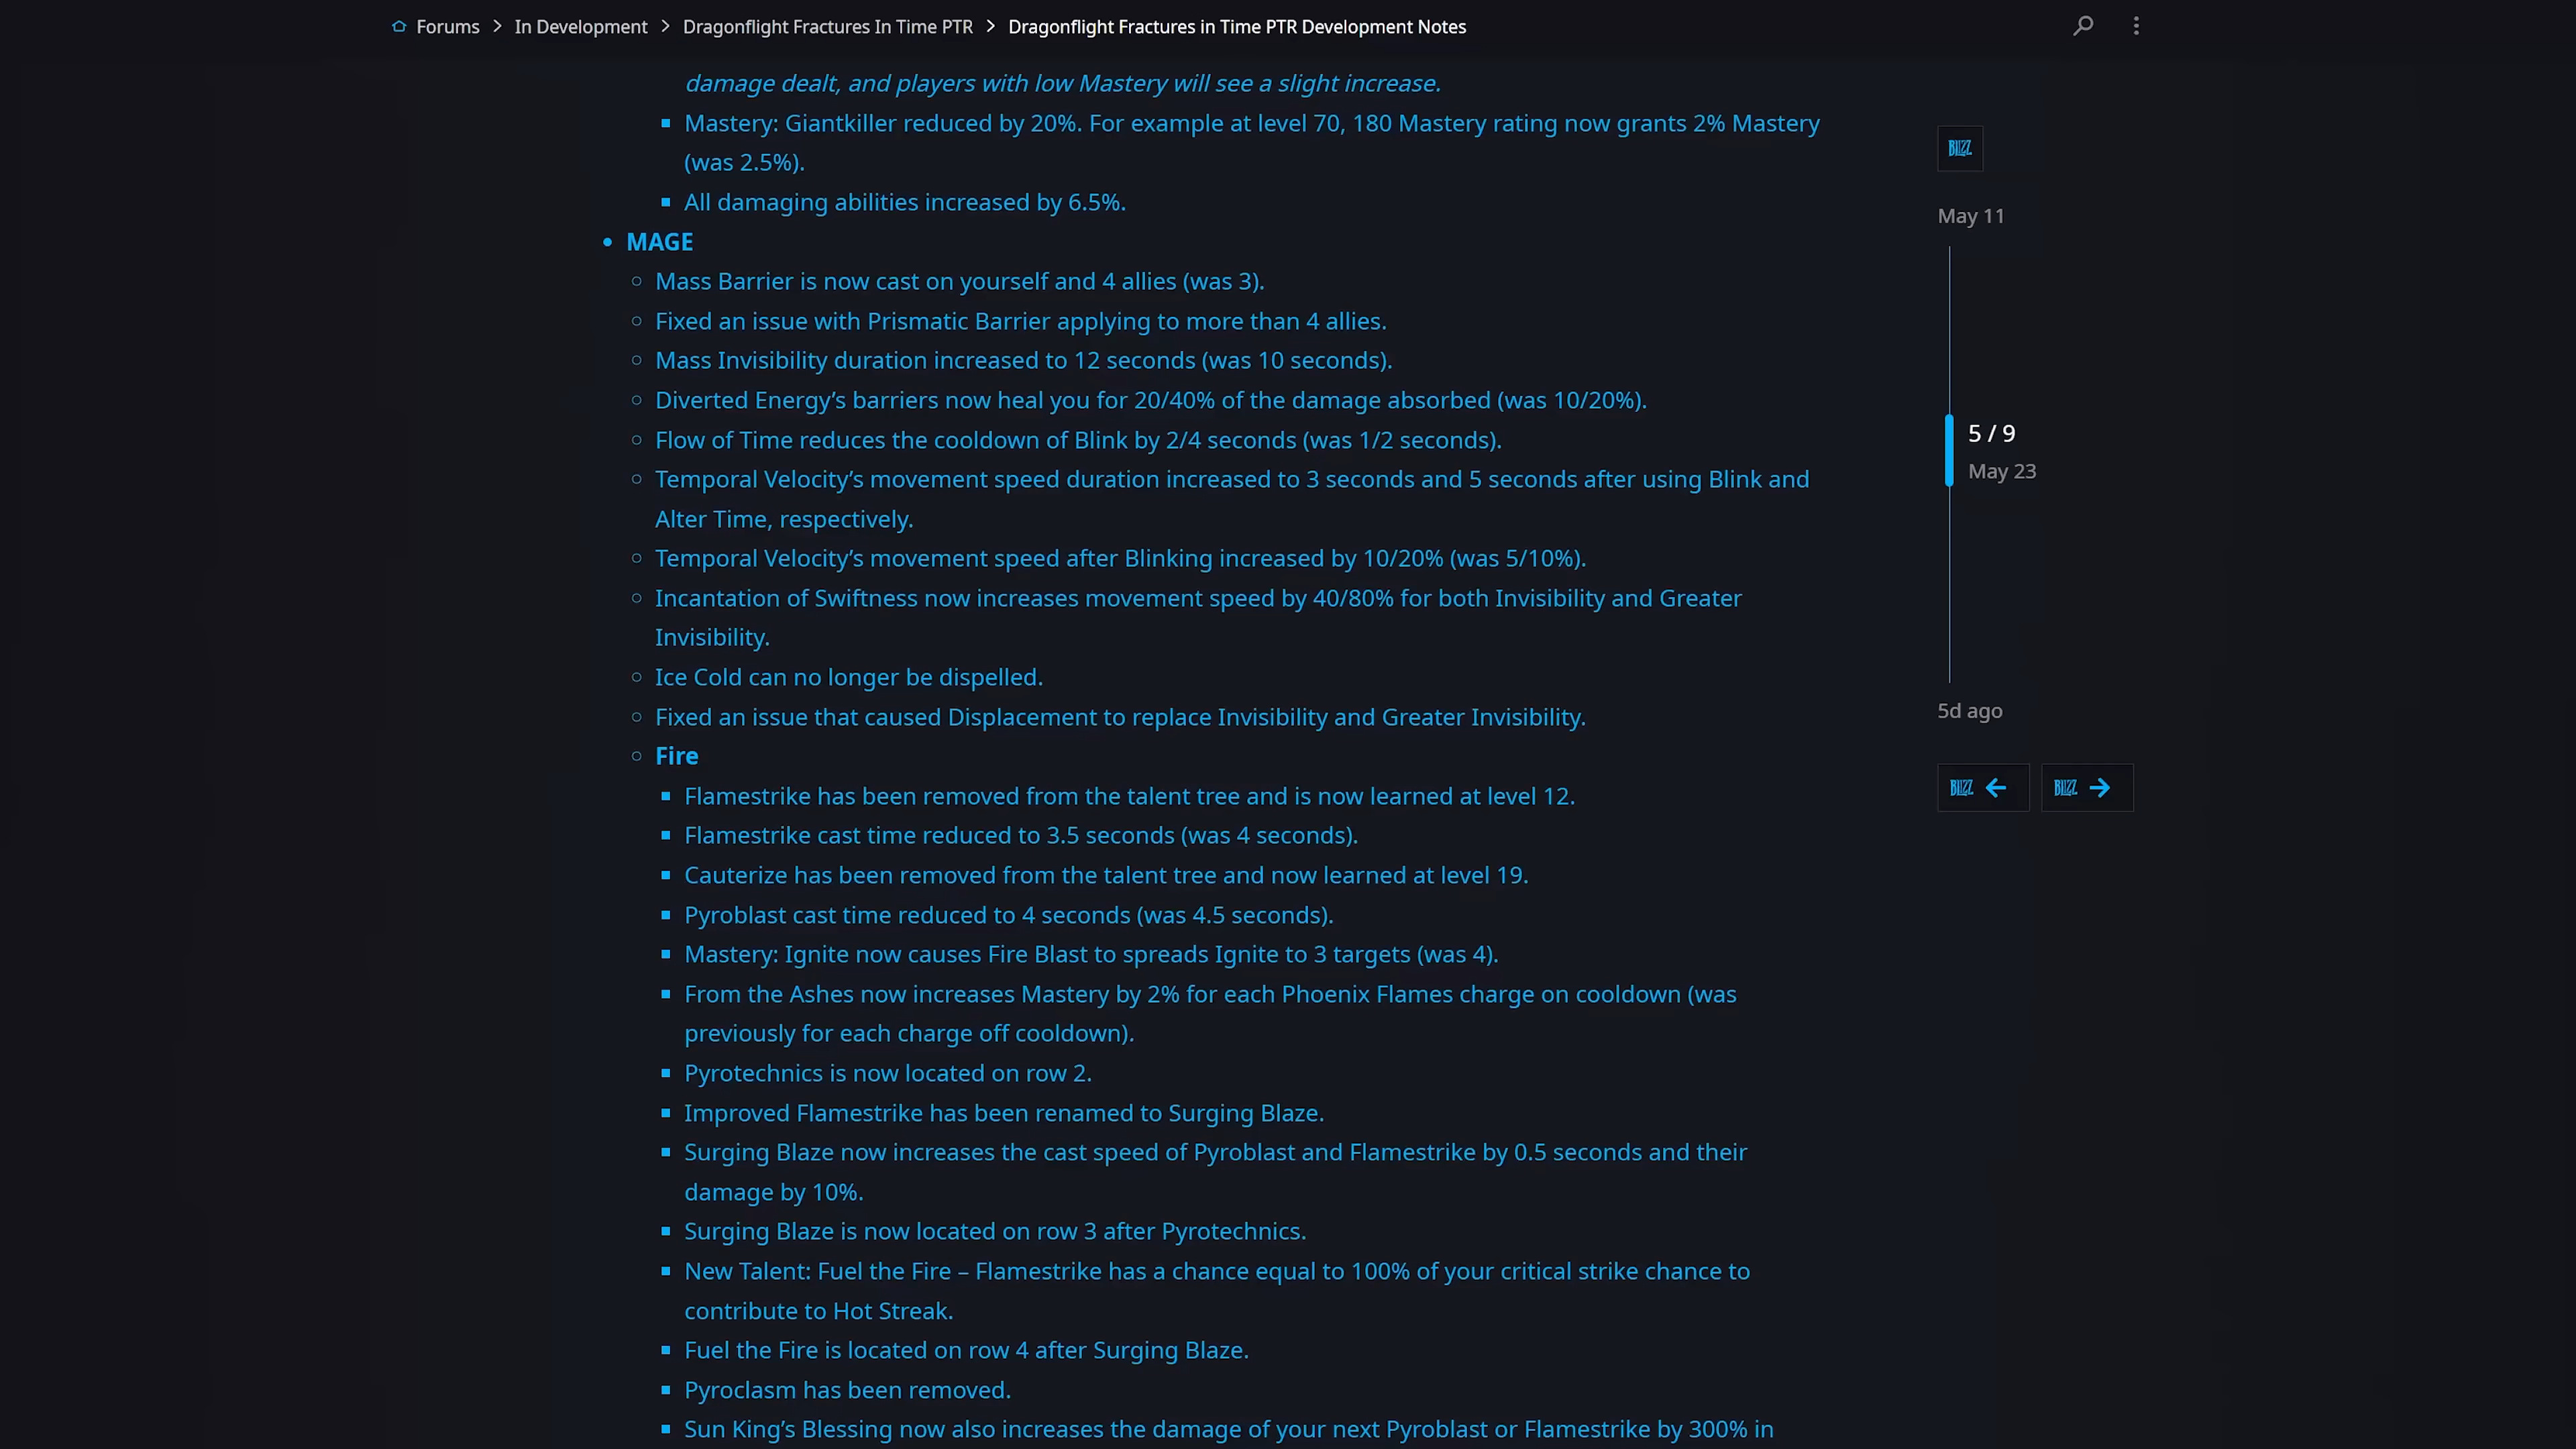 Forums > In Development > Dragonflight Fractures In Time PTR > Dragonflight Fractures in Time PTR Development Notes
damage dealt, and players with low Mastery will see a slight increase.
Mastery: Giantkiller reduced by 20%. For example at level 70, 180 Mastery rating now grants 2% Mastery
(was 2.5%).
All damaging abilities increased by 6.5%.
MAGE
Mass Barrier is now cast on yourself and 4 allies (was 3).
Fixed an issue with Prismatic Barrier applying to more than 4 allies.
Mass Invisibility duration increased to 12 seconds (was 10 seconds).
Diverted Energy’s barriers now heal you for 20/40% of the damage absorbed (was 10/20%).
Flow of Time reduces the cooldown of Blink by 2/4 seconds (was 1/2 seconds).
Temporal Velocity’s movement speed duration increased to 3 seconds and 5 seconds after using Blink and
Alter Time, respectively.
Temporal Velocity’s movement speed after Blinking increased by 10/20% (was 5/10%).
Incantation of Swiftness now increases movement speed by 40/80% for both Invisibility and Greater
Invisibility.
Ice Cold can no longer be dispelled.
Fixed an issue that caused Displacement to replace Invisibility and Greater Invisibility.
Fire
Flamestrike has been removed from the talent tree and is now learned at level 12.
Flamestrike cast time reduced to 3.5 seconds (was 4 seconds).
Cauterize has been removed from the talent tree and now learned at level 19.
Pyroblast cast time reduced to 4 seconds (was 4.5 seconds).
Mastery: Ignite now causes Fire Blast to spreads Ignite to 3 targets (was 4).
From the Ashes now increases Mastery by 2% for each Phoenix Flames charge on cooldown (was
previously for each charge off cooldown).
Pyrotechnics is now located on row 2.
Improved Flamestrike has been renamed to Surging Blaze.
Surging Blaze now increases the cast speed of Pyroblast and Flamestrike by 0.5 seconds and their
damage by 10%.
Surging Blaze is now located on row 3 after Pyrotechnics.
New Talent: Fuel the Fire – Flamestrike has a chance equal to 100% of your critical strike chance to
contribute to Hot Streak.
Fuel the Fire is located on row 4 after Surging Blaze.
Pyroclasm has been removed.
Sun King’s Blessing now also increases the damage of your next Pyroblast or Flamestrike by 300% in
BLIZZ
May 11
5 / 9
May 23
5d ago
BLIZZ
BLIZZ